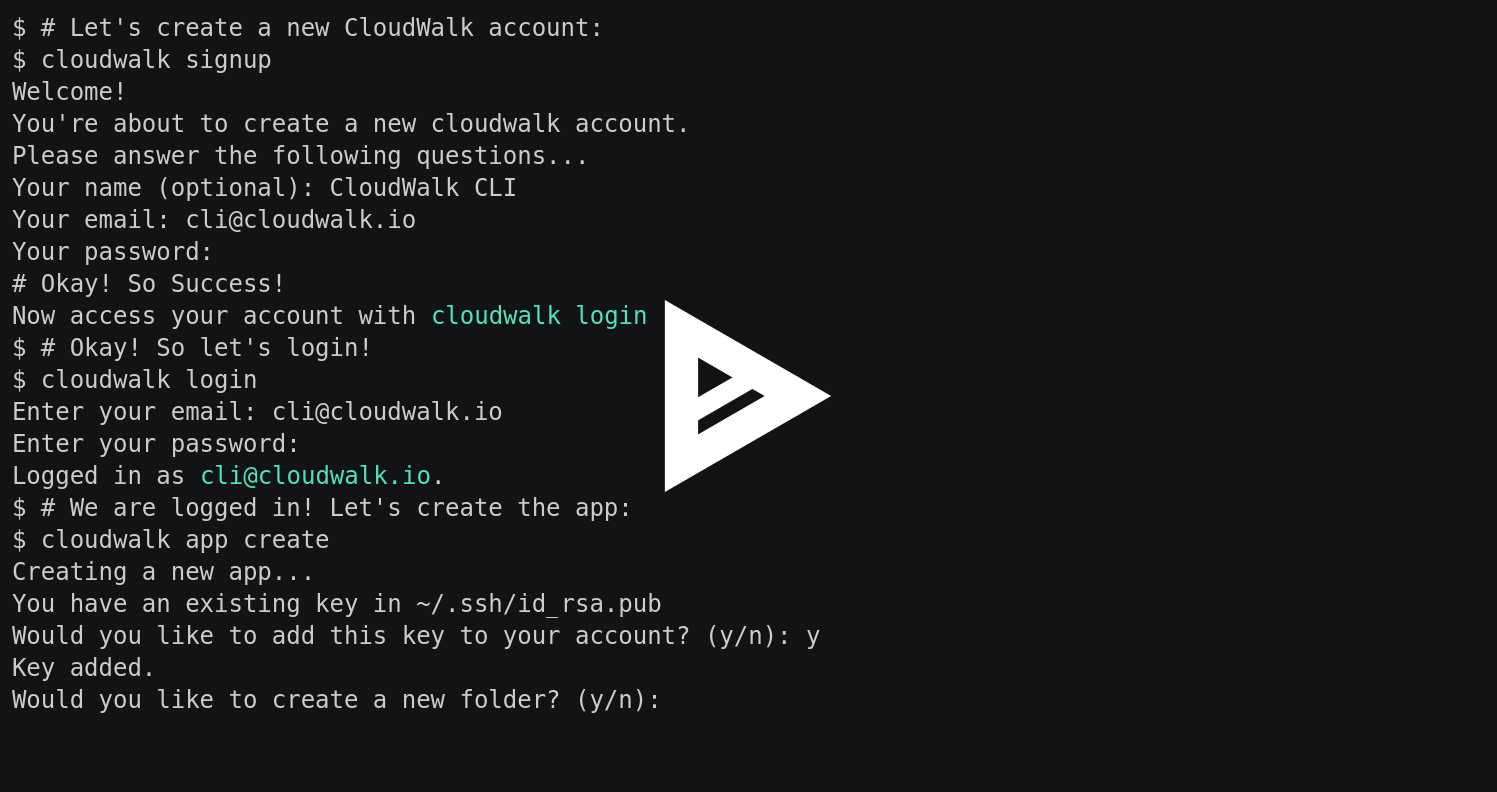 $ # Let's create a new CloudWalk account:
$ cloudwalk signup
Welcome!
You're about to create a new cloudwalk account.
Please answer the following questions...
Your name (optional): CloudWalk CLI
Your email: cli@cloudwalk.io
Your password:
# Okay! So Success!
Now access your account with cloudwalk login
$ # Okay! So let's login!
$ cloudwalk login
Enter your email: cli@cloudwalk.io
Enter your password:
Logged in as cli@cloudwalk.io.
$ # We are logged in! Let's create the app:
$ cloudwalk app create
Creating a new app...
You have an existing key in ~/.ssh/id_rsa.pub
Would you like to add this key to your account? (y/n): y
Key added.
Would you like to create a new folder? (y/n):